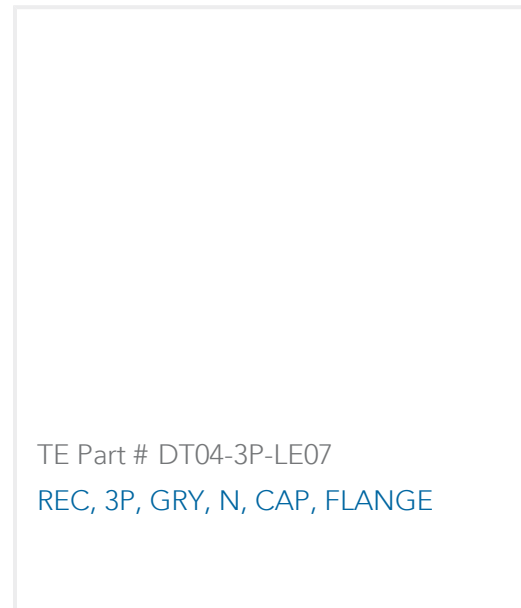 TE Part # DT04-3P-LE07
REC, 3P, GRY, N, CAP, FLANGE